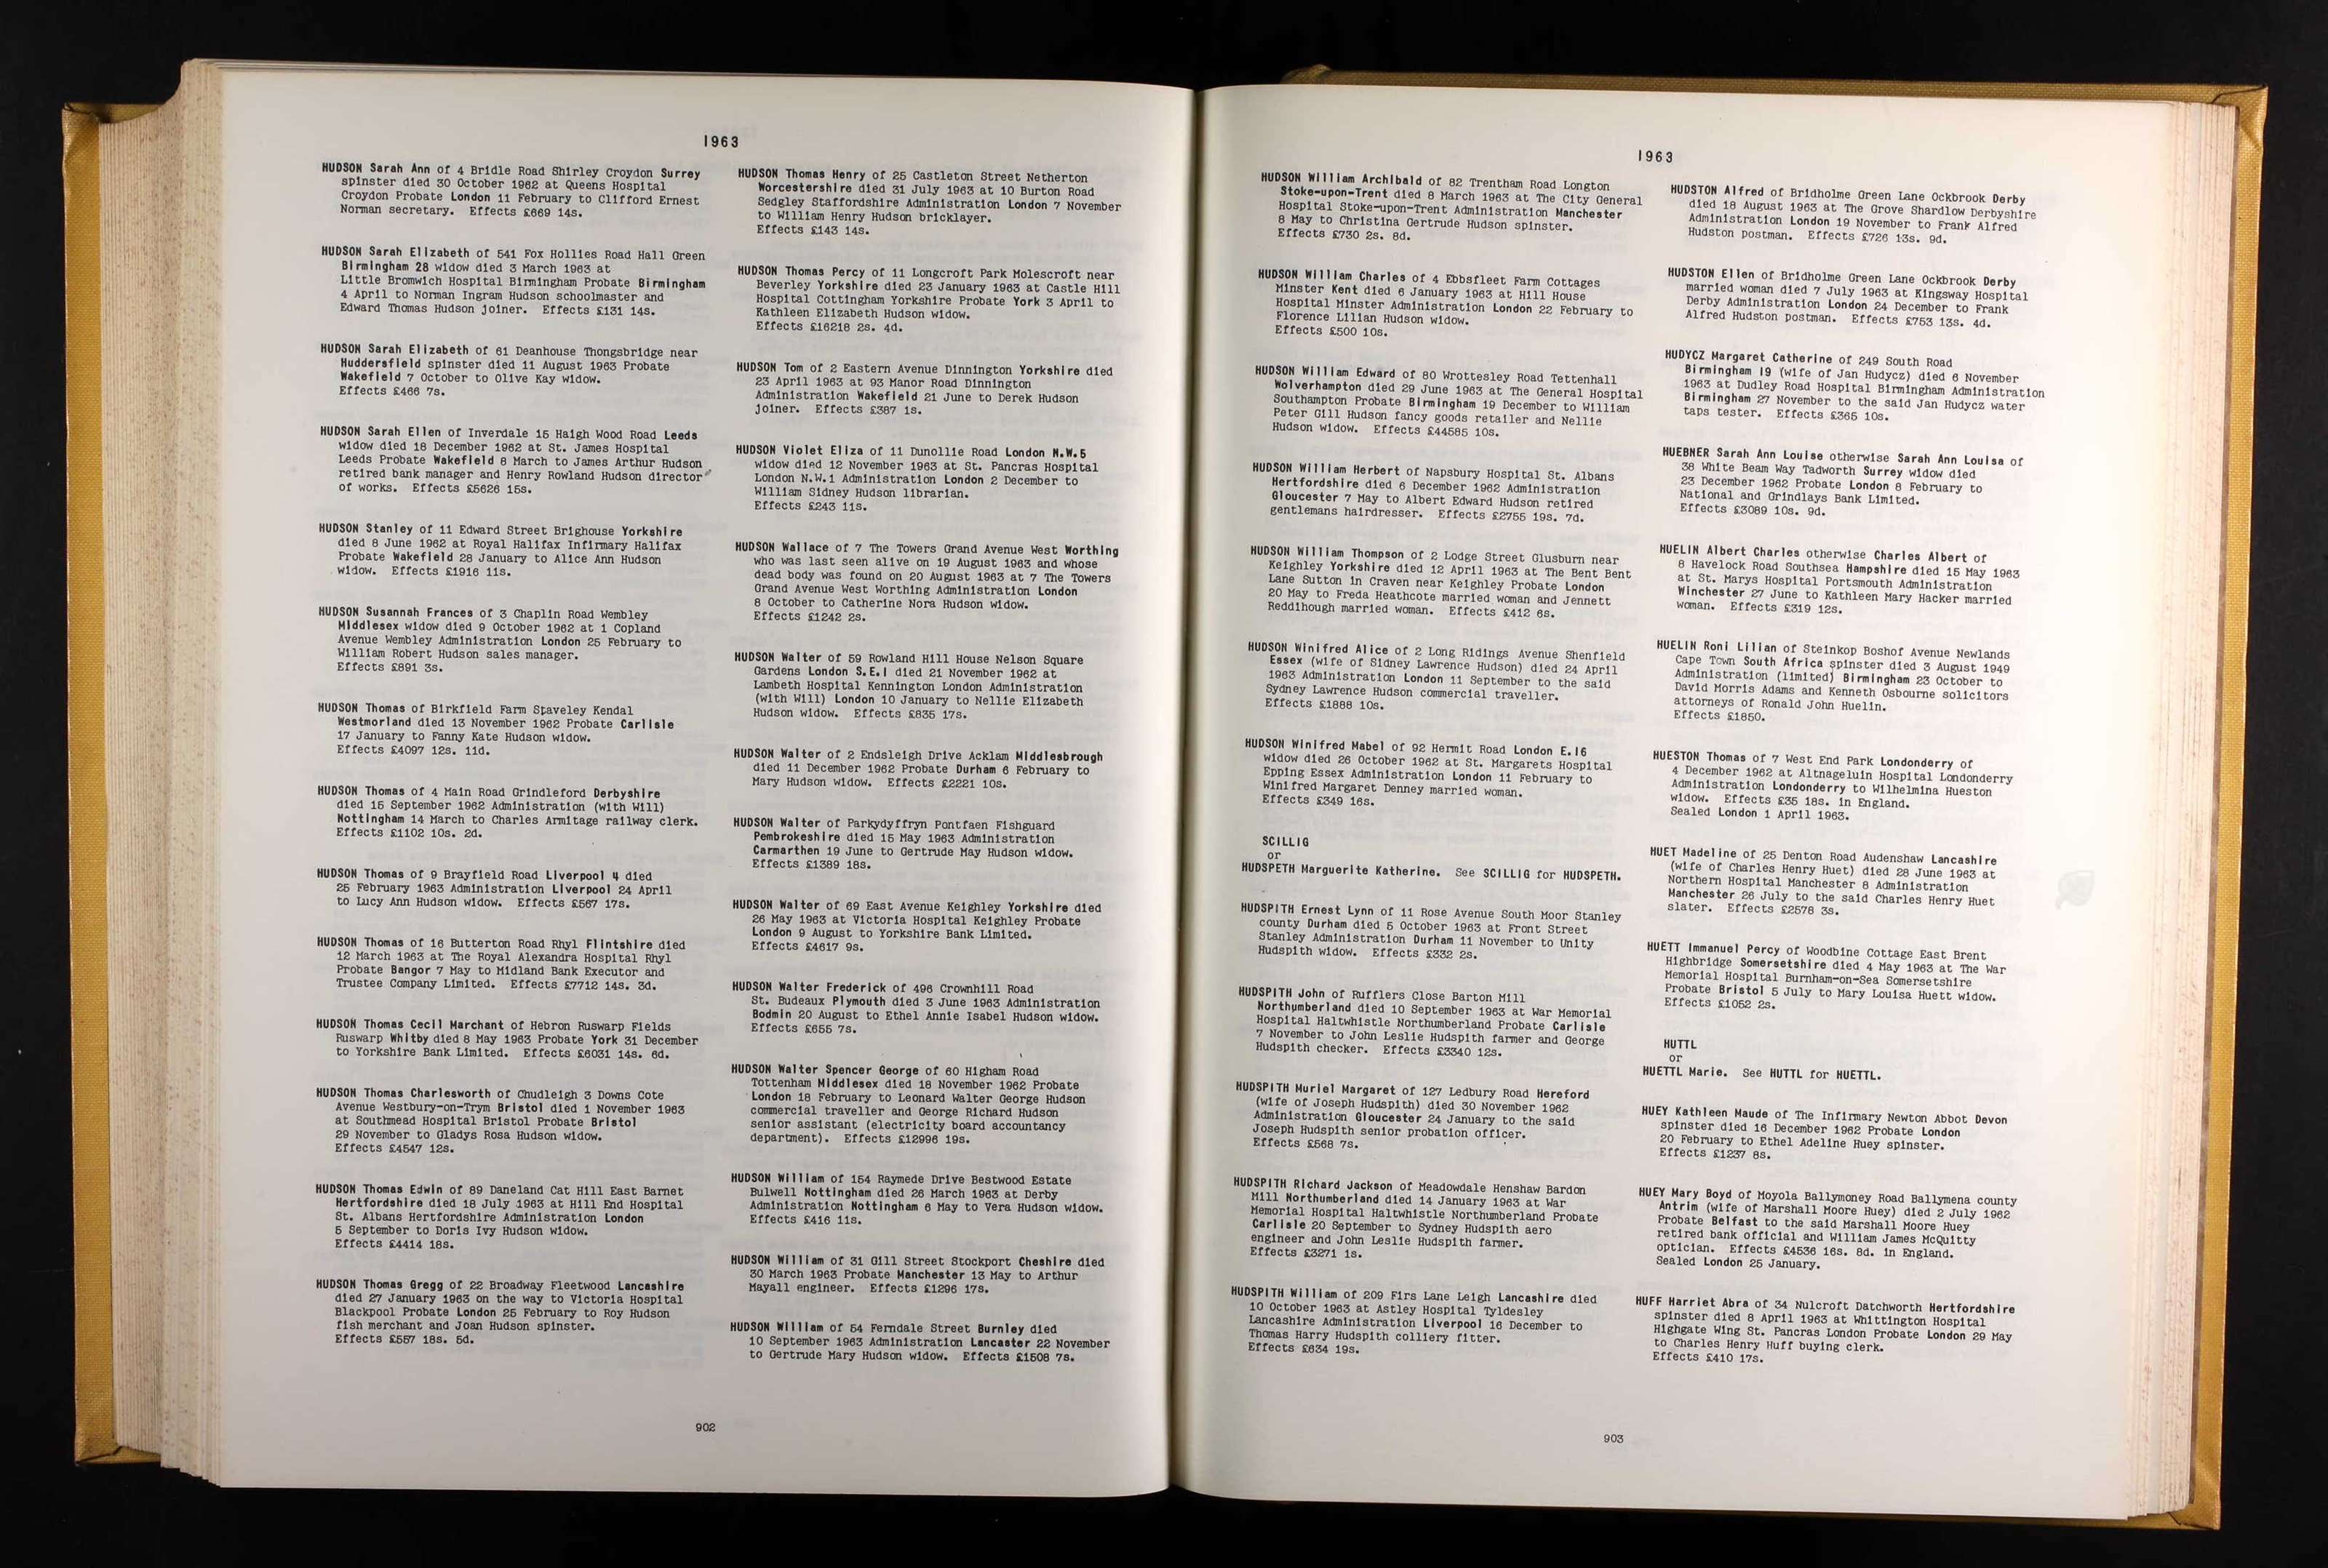 1963
HUDSON Sarah Ann of 4 Bridle Road Shirley Croydon Surrey
spinster died 30 October 1962 at Queens Hospital
Croydon Probate London 11 February to Clifford Ernest
Norman secretary. Effects £669 14s.
HUDSON Sarah Elizabeth of 541 Fox Hollies Road Hall Green
Birmingham 28 widow died 3 March 1963 at
Little Bromwich Hospital Birmingham Probate Birmingham
4 April to Norman Ingram Hudson schoolmaster and
Edward Thomas Hudson joiner. Effects £131 14s.
HUDSON Sarah Elizabeth of 61 Deanhouse Thongsbridge near
Huddersfield spinster died 11 August 1963 Probate
Wakefield 7 October to Olive Kay widow.
Effects £466 7s.
HUDSON Sarah Ellen of Inverdale 15 Haigh Wood Road Leeds
widow died 18 December 1962 at St. James Hospital
Leeds Probate Wakefield 8 March to James Arthur Hudson
retired bank manager and Henry Rowland Hudson director
of works. Effects £5626 15s.
HUDSON Stanley of 11 Edward Street Brighouse Yorkshire
died 8 June 1962 at Royal Halifax Infirmary Halifax
Probate Wakefield 28 January to Alice Ann Hudson
widow. Effects £1916 11s.
HUDSON Susannah Frances of 3 Chaplin Road Wembley
Middlesex widow died 9 October 1962 at 1 Copland
Avenue Wembley Administration London 25 February to
William Robert Hudson sales manager.
Effects £891 3s.
HUDSON Thomas of Birkfield Farm Staveley Kendal
Westmorland died 13 November 1962 Probate Carlisle
17 January to Fanny Kate Hudson widow.
Effects £4097 12s. 11d.
HUDSON Thomas of 4 Main Road Grindleford Derbyshire
died 15 September 1962 Administration (with Will)
Nottingham 14 March to Charles Armitage railway clerk.
Effects £1102 10s. 2d.
HUDSON Thomas of 9 Brayfield Road Liverpool 4 died
25 February 1963 Administration Liverpool 24 April
to Lucy Ann Hudson widow. Effects £567 17s.
HUDSON Thomas of 16 Butterton Road Rhyl Flintshire died
12 March 1963 at The Royal Alexandra Hospital Rhyl
Probate Bangor 7 May to Midland Bank Executor and
Trustee Company Limited. Effects £7712 14s. 3d.
HUDSON Thomas Cecil Marchant of Hebron Ruswarp Fields
Ruswarp Whitby died 8 May 1963 Probate York 31 December
to Yorkshire Bank Limited. Effects £6031 14s. 6d.
HUDSON Thomas Charlesworth of Chudleigh 3 Downs Cote
Avenue Westbury-on-Trym Bristol died 1 November 1963
at Southmead Hospital Bristol Probate Bristol
29 November to Gladys Rosa Hudson widow.
Effects £4547 12s.
HUDSON Thomas Edwin of 89 Daneland Cat Hill East Barnet
Hertfordshire died 18 July 1963 at Hill End Hospital
St. Albans Hertfordshire Administration London
5 September to Doris Ivy Hudson widow.
Effects £4414 18s.
HUDSON Thomas Gregg of 22 Broadway Fleetwood Lancashire
died 27 January 1963 on the way to Victoria Hospital
Blackpool Probate London 25 February to Roy Hudson
fish merchant and Joan Hudson spinster.
Effects £557 18s. 5d.
HUDSON Thomas Henry of 25 Castleton Street Netherton
Worcestershire died 31 July 1963 at 10 Burton Road
Sedgley Staffordshire Administration London 7 November
to William Henry Hudson bricklayer.
Effects £143 14s.
HUDSON Thomas Percy of 11 Longcroft Park Molescroft near
Beverley Yorkshire died 23 January 1963 at Castle Hill
Hospital Cottingham Yorkshire Probate York 3 April to
Kathleen Elizabeth Hudson widow.
Effects £16218 2s. 4d.
HUDSON Tom of 2 Eastern Avenue Dinnington Yorkshire died
23 April 1963 at 93 Manor Road Dinnington
Administration Wakefield 21 June to Derek Hudson
joiner. Effects £387 1s.
HUDSON Violet Eliza of 11 Dunollie Road London N.W.5
widow died 12 November 1963 at St. Pancras Hospital
London N.W.1 Administration London 2 December to
William Sidney Hudson librarian.
Effects £243 11s.
HUDSON Wallace of 7 The Towers Grand Avenue West Worthing
who was last seen alive on 19 August 1963 and whose
dead body was found on 20 August 1963 at 7 The Towers
Grand Avenue West Worthing Administration London
8 October to Catherine Nora Hudson widow.
Effects £1242 2s.
HUDSON Walter of 59 Rowland Hill House Nelson Square
Gardens London S.E.1 died 21 November 1962 at
Lambeth Hospital Kennington London Administration
(with Will) London 10 January to Nellie Elizabeth
Hudson widow. Effects £835 17s.
HUDSON Walter of 2 Endsleigh Drive Acklam Middlesbrough
died 11 December 1962 Probate Durham 6 February to
Mary Hudson widow. Effects £2221 10s.
HUDSON Walter of Parkydyffryn Pontfaen Fishguard
Pembrokeshire died 15 May 1963 Administration
Carmarthen 19 June to Gertrude May Hudson widow.
Effects £1389 18s.
HUDSON Walter of 69 East Avenue Keighley Yorkshire died
26 May 1963 at Victoria Hospital Keighley Probate
London 9 August to Yorkshire Bank Limited.
Effects £4617 9s.
HUDSON Walter Frederick of 496 Crownhill Road
St. Budeaux Plymouth died 3 June 1963 Administration
Bodmin 20 August to Ethel Annie Isabel Hudson widow.
Effects £655 7s.
HUDSON Walter Spencer George of 60 Higham Road
Tottenham Middlesex died 18 November 1962 Probate
London 18 February to Leonard Walter George Hudson
commercial traveller and George Richard Hudson
senior assistant (electricity board accountancy
department). Effects £12996 19s.
HUDSON William of 154 Raymede Drive Bestwood Estate
Bulwell Nottingham died 26 March 1963 at Derby
Administration Nottingham 6 May to Vera Hudson widow.
Effects £416 11s.
HUDSON William of 31 Gill Street Stockport Cheshire died
30 March 1963 Probate Manchester 13 May to Arthur
Mayall engineer. Effects £1296 17s.
HUDSON William of 54 Ferndale Street Burnley died
10 September 1963 Administration Lancaster 22 November
to Gertrude Mary Hudson widow. Effects £1508 7s.
902
1963
HUDSON William Archibald of 82 Trentham Road Longton
Stoke-upon-Trent died 8 March 1963 at The City General
Hospital Stoke-upon-Trent Administration Manchester
8 May to Christina Gertrude Hudson spinster.
Effects £730 2s. 8d.
HUDSON William Charles of 4 Ebbsfleet Farm Cottages
Minster Kent died 6 January 1963 at Hill House
Hospital Minster Administration London 22 February to
Florence Lilian Hudson widow.
Effects £500 10s.
HUDSON William Edward of 80 Wrottesley Road Tettenhall
Wolverhampton died 29 June 1963 at The General Hospital
Southampton Probate Birmingham 19 December to William
Peter Gill Hudson fancy goods retailer and Nellie
Hudson widow. Effects £44585 10s.
HUDSON William Herbert of Napsbury Hospital St. Albans
Hertfordshire died 6 December 1962 Administration
Gloucester 7 May to Albert Edward Hudson retired
gentlemans hairdresser. Effects £2755 19s. 7d.
HUDSON William Thompson of 2 Lodge Street Glusburn near
Keighley Yorkshire died 12 April 1963 at The Bent Bent
Lane Sutton in Craven near Keighley Probate London
20 May to Freda Heathcote married woman and Jennett
Reddihough married woman. Effects £412 6s.
HUDSON Winifred Alice of 2 Long Ridings Avenue Shenfield
Essex (wife of Sidney Lawrence Hudson) died 24 April
1963 Administration London 11 September to the said
Sydney Lawrence Hudson commercial traveller.
Effects £1888 10s.
HUDSON Winifred Mabel of 92 Hermit Road London E.16
widow died 26 October 1962 at St. Margarets Hospital
Epping Essex Administration London 11 February to
Winifred Margaret Denney married woman.
Effects £349 16s.
SCILLIG
or
HUDSPETH Marguerite Katherine. See SCILLIG for HUDSPETH.
HUDSPITH Ernest Lynn of 11 Rose Avenue South Moor Stanley
county Durham died 5 October 1963 at Front Street
Stanley Administration Durham 11 November to Unity
Hudspith widow. Effects £332 2s.
HUDSPITH John of Rufflers Close Barton Mill
Northumberland died 10 September 1963 at War Memorial
Hospital Haltwhistle Northumberland Probate Carlisle
7 November to John Leslie Hudspith farmer and George
Hudspith checker. Effects £3340 12s.
HUDSPITH Muriel Margaret of 127 Ledbury Road Hereford
(wife of Joseph Hudspith) died 30 November 1962
Administration Gloucester 24 January to the said
Joseph Hudspith senior probation officer.
Effects £568 7s.
HUDSPITH Richard Jackson of Meadowdale Henshaw Bardon
Mill Northumberland died 14 January 1963 at War
Memorial Hospital Haltwhistle Northumberland Probate
Carlisle 20 September to Sydney Hudspith aero
engineer and John Leslie Hudspith farmer.
Effects £3271 1s.
HUDSPITH William of 209 Firs Lane Leigh Lancashire died
10 October 1963 at Astley Hospital Tyldesley
Lancashire Administration Liverpool 16 December to
Thomas Harry Hudspith colliery fitter.
Effects £634 19s.
HUDSTON Alfred of Bridholme Green Lane Ockbrook Derby
died 18 August 1963 at The Grove Shardlow Derbyshire
Administration London 19 November to Frank Alfred
Hudston postman. Effects £726 13s. 9d.
HUDSTON Ellen of Bridholme Green Lane Ockbrook Derby
married woman died 7 July 1963 at Kingsway Hospital
Derby Administration London 24 December to Frank
Alfred Hudston postman. Effects £753 13s. 4d.
HUDYCZ Margaret Catherine of 249 South Road
Birmingham 19 (wife of Jan Hudycz) died 6 November
1963 at Dudley Road Hospital Birmingham Administration
Birmingham 27 November to the said Jan Hudycz water
taps tester. Effects £365 10s.
HUEBNER Sarah Ann Louise otherwise Sarah Ann Louisa of
38 White Beam Way Tadworth Surrey widow died
23 December 1962 Probate London 8 February to
National and Grindlays Bank Limited.
Effects £3089 10s. 9d.
HUELIN Albert Charles otherwise Charles Albert of
8 Havelock Road Southsea Hampshire died 15 May 1963
at St. Marys Hospital Portsmouth Administration
Winchester 27 June to Kathleen Mary Hacker married
woman. Effects £319 12s.
HUELIN Roni Lilian of Steinkop Boshof Avenue Newlands
Cape Town South Africa spinster died 3 August 1949
Administration (limited) Birmingham 23 October to
David Morris Adams and Kenneth Osbourne solicitors
attorneys of Ronald John Huelin.
Effects £1850.
HUESTON Thomas of 7 West End Park Londonderry of
4 December 1962 at Altnageluin Hospital Londonderry
Administration Londonderry to Wilhelmina Hueston
widow. Effects £35 18s. in England.
Sealed London 1 April 1963.
HUET Madeline of 25 Denton Road Audenshaw Lancashire
(wife of Charles Henry Huet) died 28 June 1963 at
Northern Hospital Manchester 8 Administration
Manchester 26 July to the said Charles Henry Huet
slater. Effects £2578 3s.
HUETT Immanuel Percy of Woodbine Cottage East Brent
Highbridge Somersetshire died 4 May 1963 at The War
Memorial Hospital Burnham-on-Sea Somersetshire
Probate Bristol 5 July to Mary Louisa Huett widow.
Effects £1052 2s.
HUTTL
or
HUETTL Marie. See HUTTL for HUETTL.
HUEY Kathleen Maude of The Infirmary Newton Abbot Devon
spinster died 16 December 1962 Probate London
20 February to Ethel Adeline Huey spinster.
Effects £1237 8s.
HUEY Mary Boyd of Moyola Ballymoney Road Ballymena county
Antrim (wife of Marshall Moore Huey) died 2 July 1962
Probate Belfast to the said Marshall Moore Huey
retired bank official and William James McQuitty
optician. Effects £4536 16s. 8d. in England.
Sealed London 25 January.
HUFF Harriet Abra of 34 Nulcroft Datchworth Hertfordshire
spinster died 8 April 1963 at Whittington Hospital
Highgate Wing St. Pancras London Probate London 29 May
to Charles Henry Huff buying clerk.
Effects £410 17s.
903